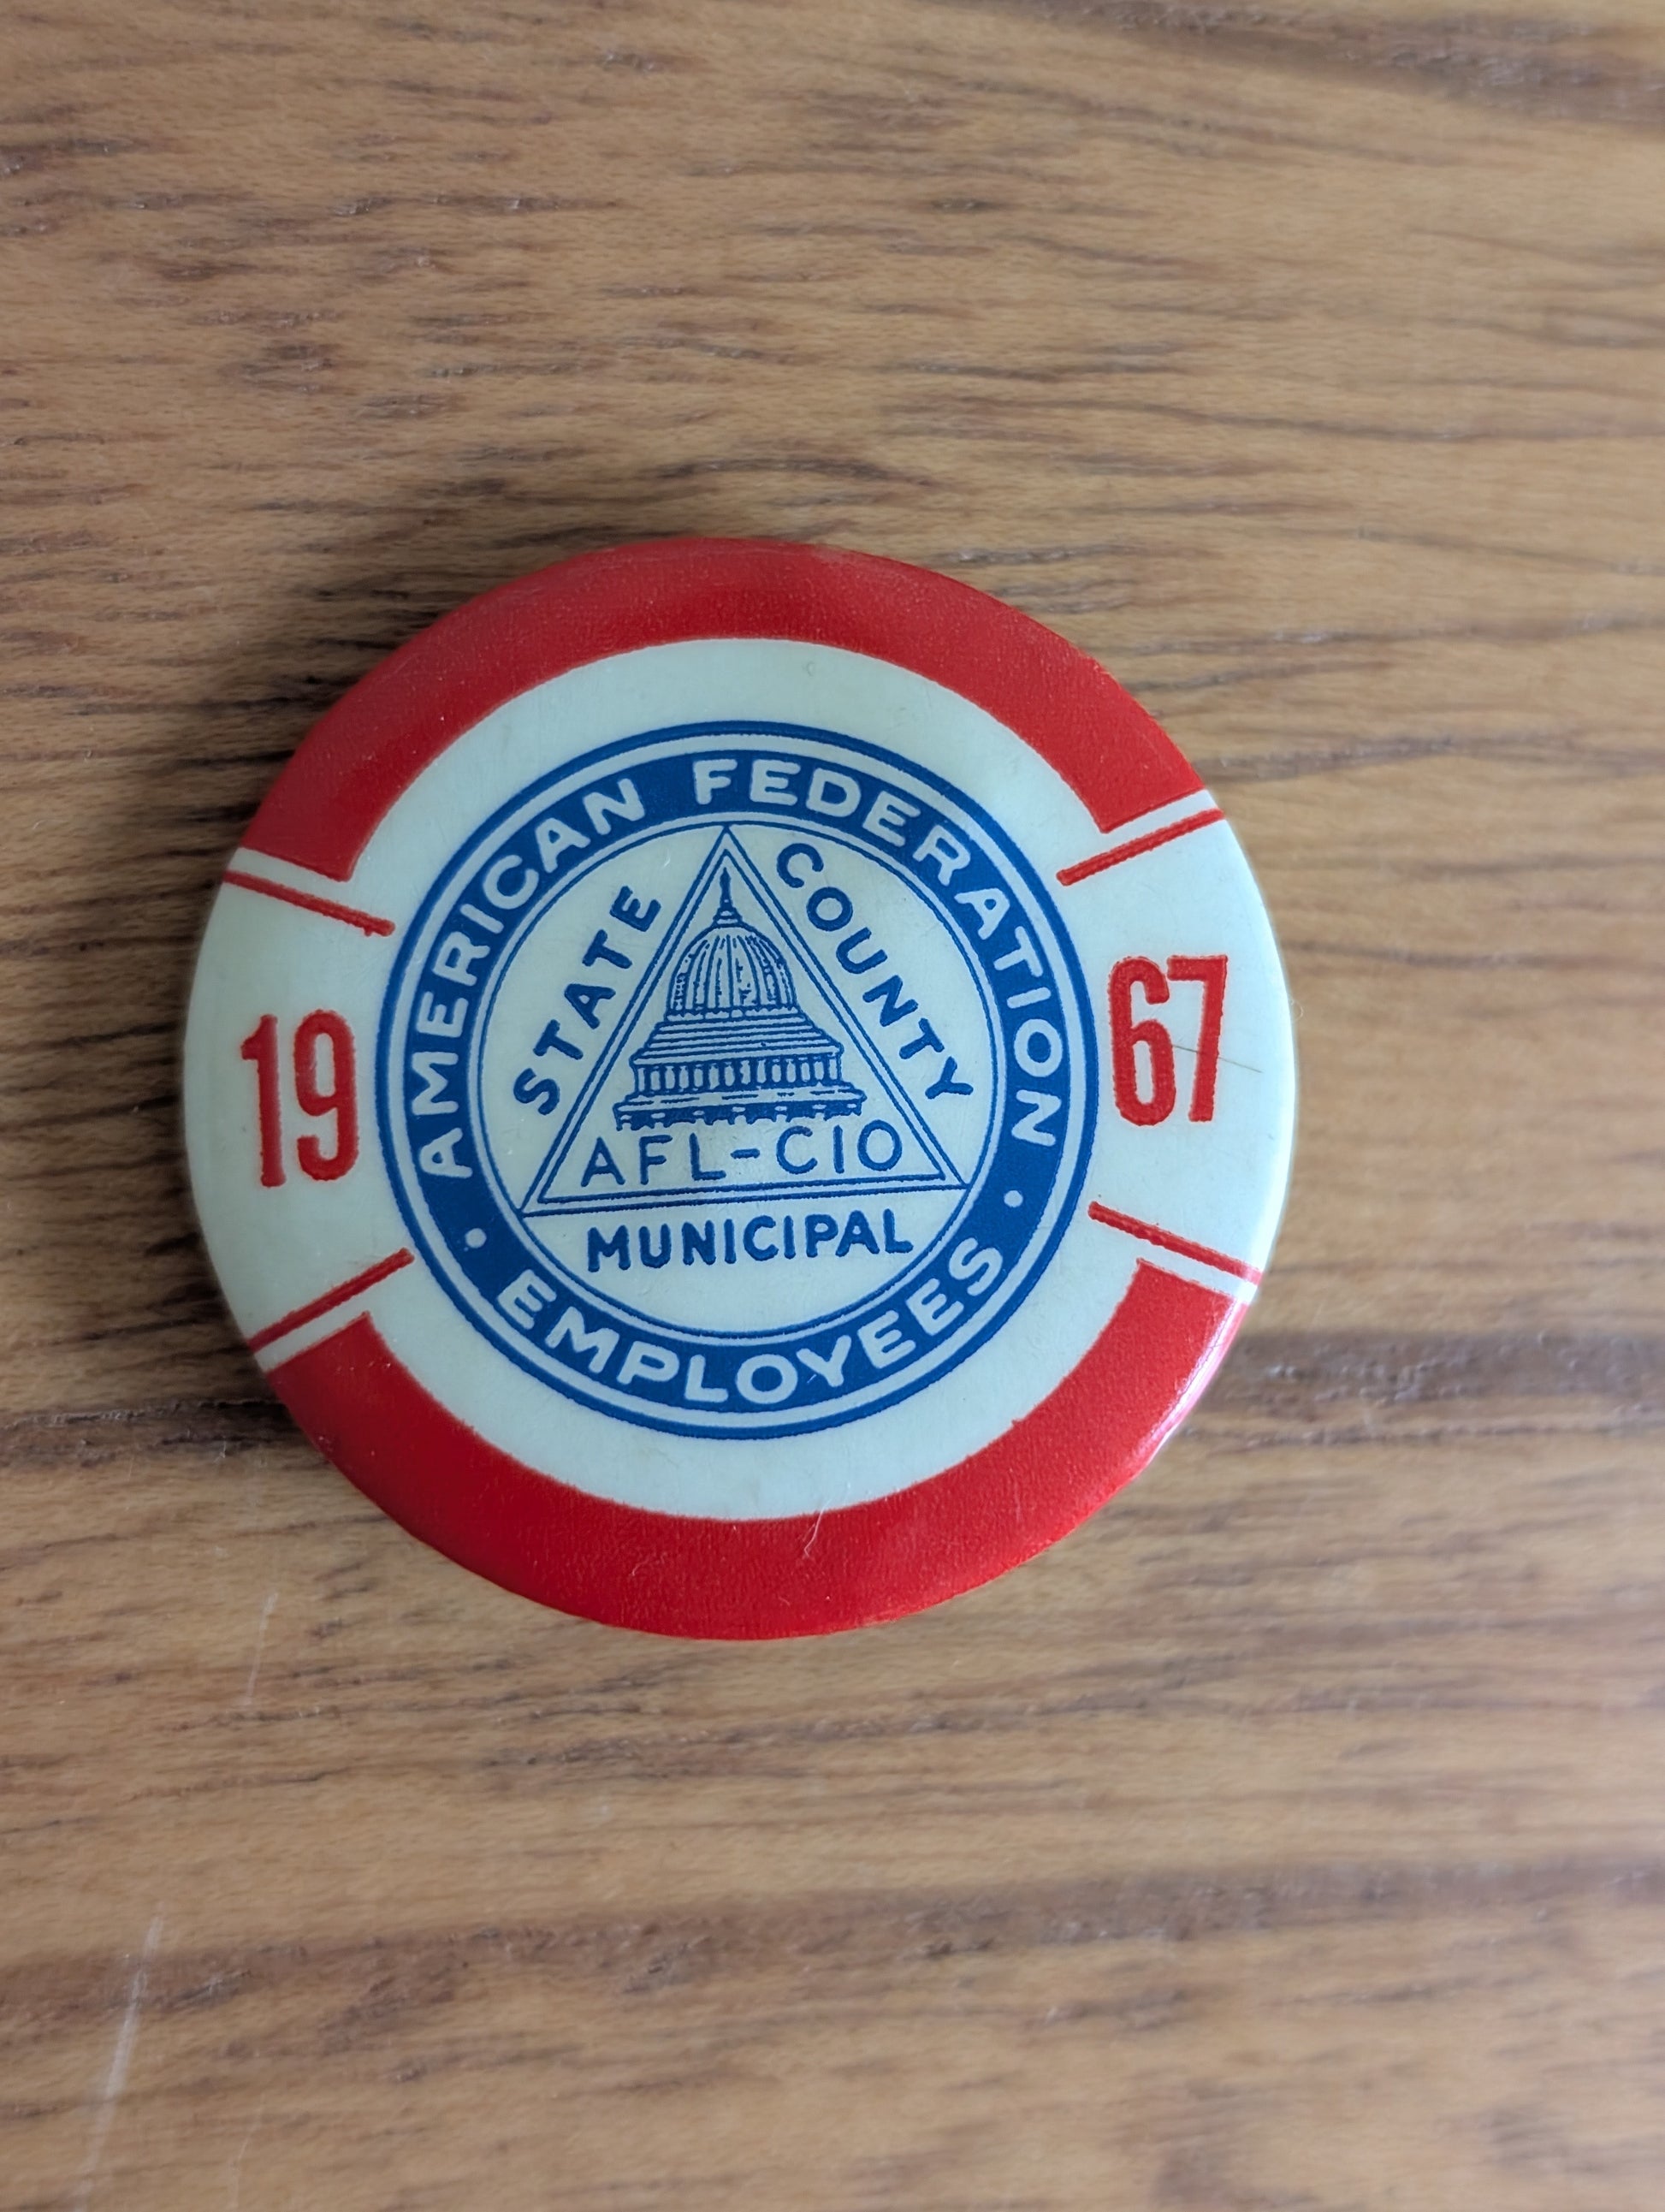 AMERICAN FEDERATION
STATE
COUNTY
19
67
AFL-CIO
MUNICIPAL
• EMPLOYEES •